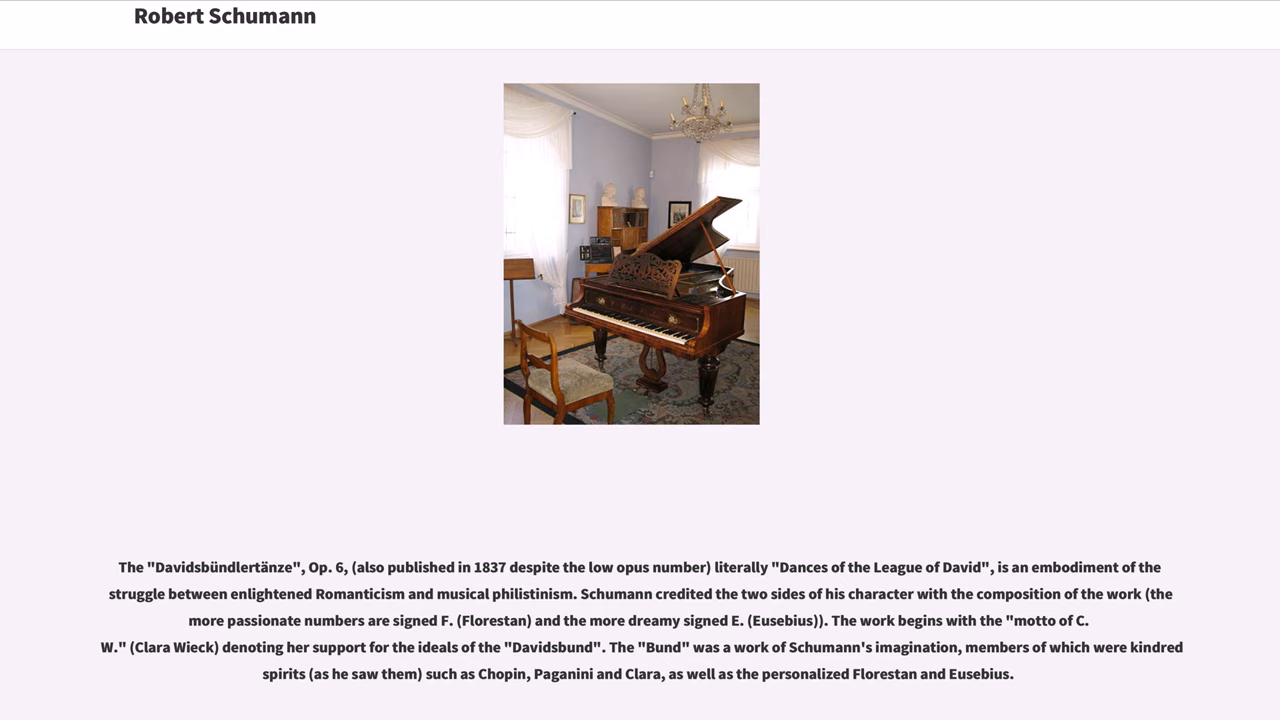 Robert Schumann
The "Davidsbündlertänze", Op. 6, (also published in 1837 despite the low opus number) literally "Dances of the League of David", is an embodiment of the
struggle between enlightened Romanticism and musical philistinism. Schumann credited the two sides of his character with the composition of the work (the
more passionate numbers are signed F. (Florestan) and the more dreamy signed E. (Eusebius)). The work begins with the "motto of C.
W." (Clara Wieck) denoting her support for the ideals of the "Davidsbund". The "Bund" was a work of Schumann's imagination, members of which were kindred
spirits (as he saw them) such as Chopin, Paganini and Clara, as well as the personalized Florestan and Eusebius.